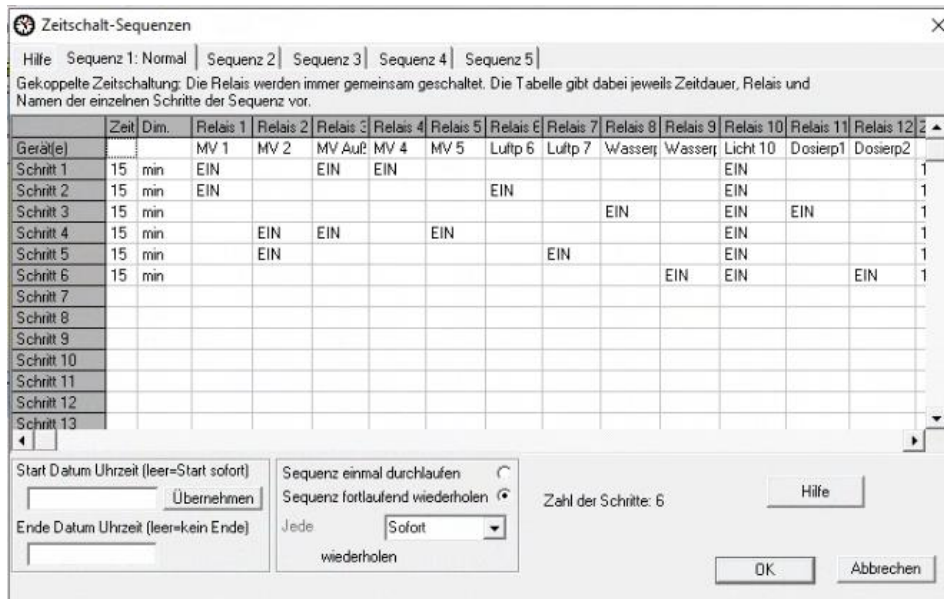 Zeitschalt-Sequenzen
Hilfe Sequenz 1: Normal Sequenz 2 Sequenz 3 Sequenz 4 Sequenz 5
Gekoppelte Zeitschaltung: Die Relais werden immer gemeinsam geschaltet. Die Tabelle gibt dabei jeweils Zeitdauer, Relais und
Namen der einzelnen Schritte der Sequenz vor.
Zeit Dim. Relais 1 Relais 2 Relais 3 Relais 4 Relais 5 Relais 6 Relais 7 Relais 8 Relais 9 Relais 10 Relais 11 Relais 12
Gerät(e) MV 1 MV 2 MV Auß MV 4 MV 5 Luftp 6 Luftp 7 Wasserp Wasserp Licht 10 Dosierp1 Dosierp2
Schritt 1 15 min EIN EIN EIN EIN 1
Schritt 2 15 min EIN EIN EIN 1
Schritt 3 15 min EIN EIN EIN 1
Schritt 4 15 min EIN EIN EIN EIN 1
Schritt 5 15 min EIN EIN EIN 1
Schritt 6 15 min EIN EIN EIN 1
Schritt 7
Schritt 8
Schritt 9
Schritt 10
Schritt 11
Schritt 12
Schritt 13
Start Datum Uhrzeit (leer=Start sofort)
Übernehmen
Ende Datum Uhrzeit (leer=kein Ende)
Sequenz einmal durchlaufen
Sequenz fortlaufend wiederholen
Jede Sofort
wiederholen
Zahl der Schritte: 6
Hilfe
OK Abbrechen